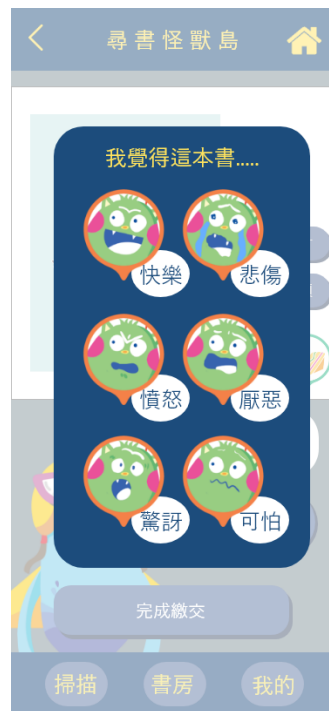 尋書怪獸島
我覺得這本書.....
快樂
悲傷
憤怒
厭惡
驚訝
可怕
完成繳交
掃描
書房
我的